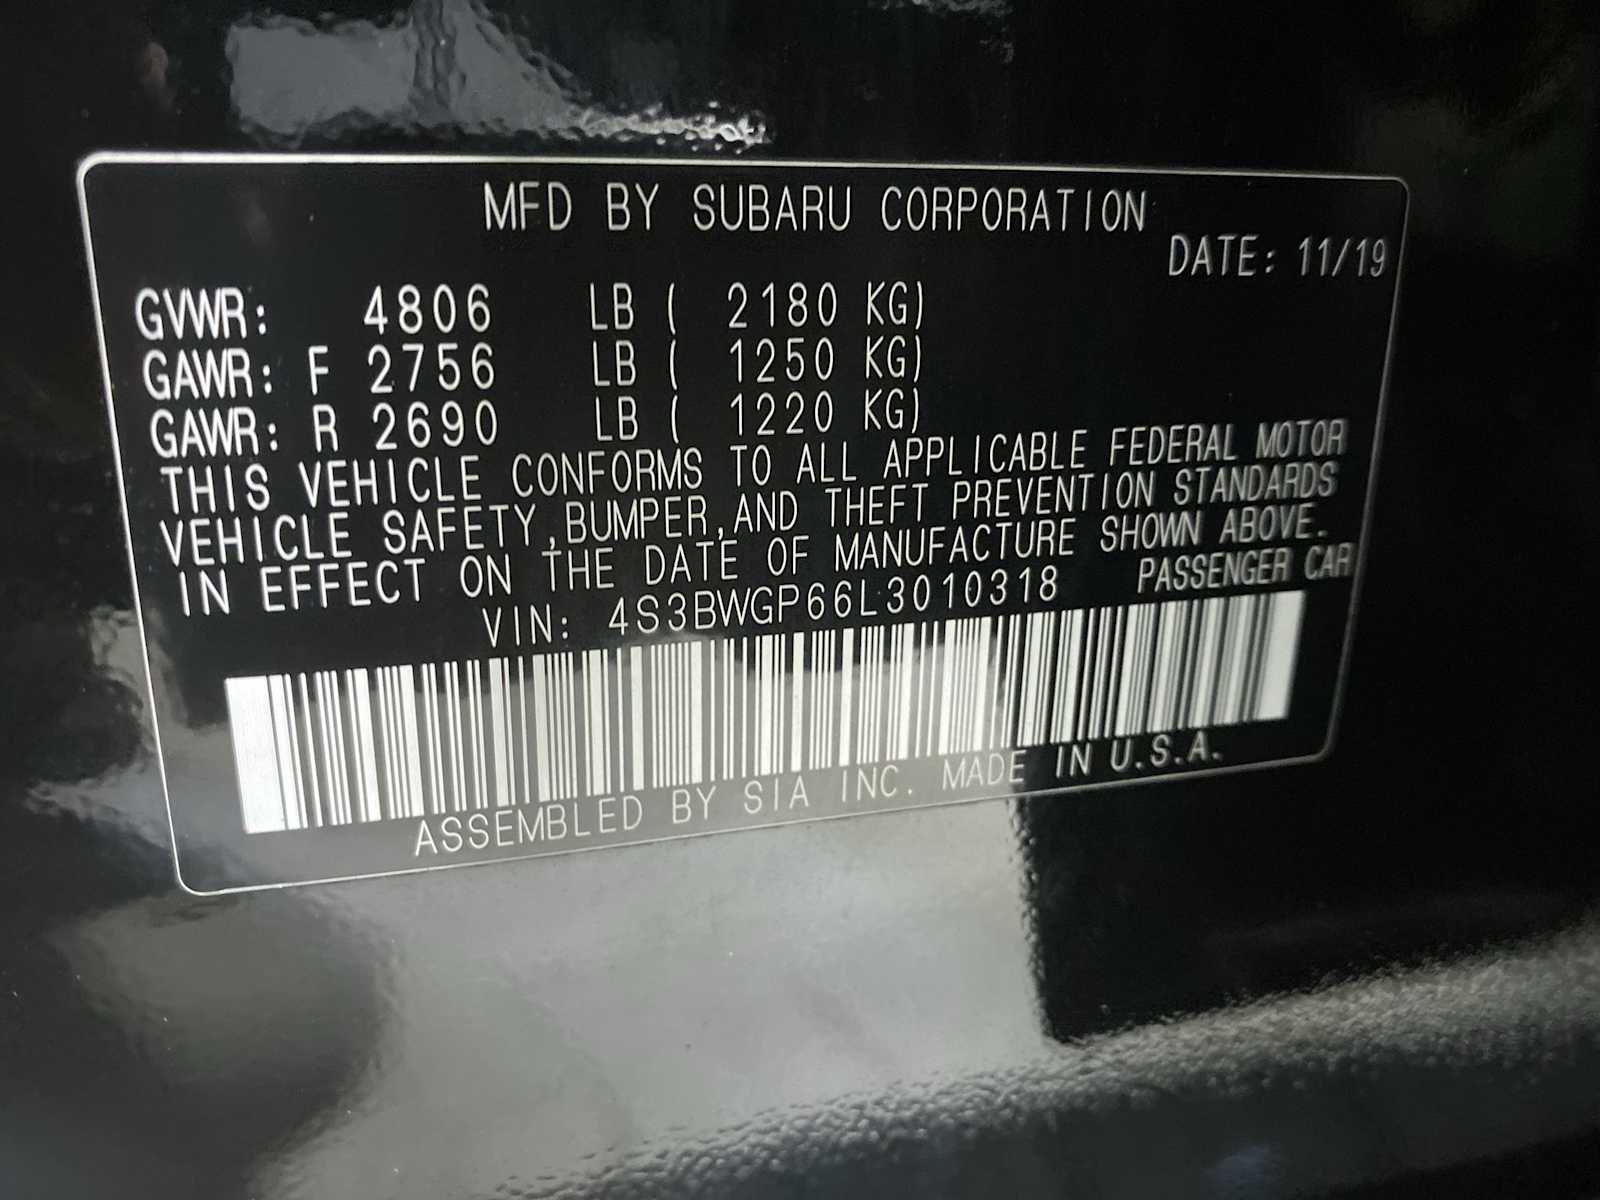 MFD BY SUBARU CORPORATION
DATE: 11/19
GVWR: 4806 LB ( 2180 KG)
GAWR: F 2756 LB ( 1250 KG)
GAWR: R 2690 LB ( 1220 KG)
THIS VEHICLE CONFORMS TO ALL APPLICABLE FEDERAL MOTOR
VEHICLE SAFETY,BUMPER,AND THEFT PREVENTION STANDARDS
IN EFFECT ON THE DATE OF MANUFACTURE SHOWN ABOVE.
VIN: 4S3BWGP66L3010318 PASSENGER CAR
ASSEMBLED BY SIA INC. MADE IN U.S.A.